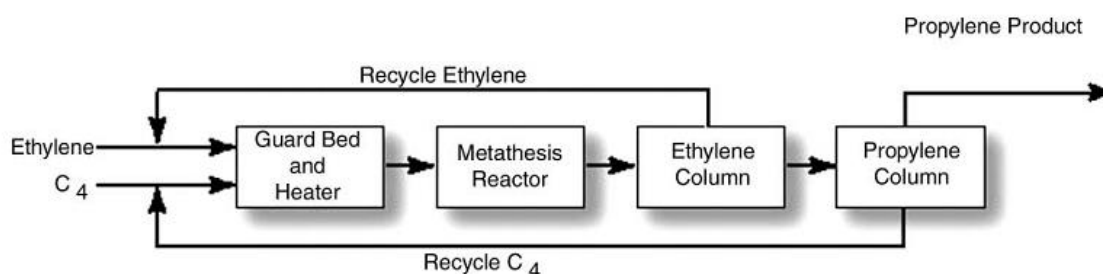 Propylene Product
Recycle Ethylene
Ethylene
C 4
Guard Bed
and
Heater
Metathesis
Reactor
Ethylene
Column
Propylene
Column
Recycle C 4